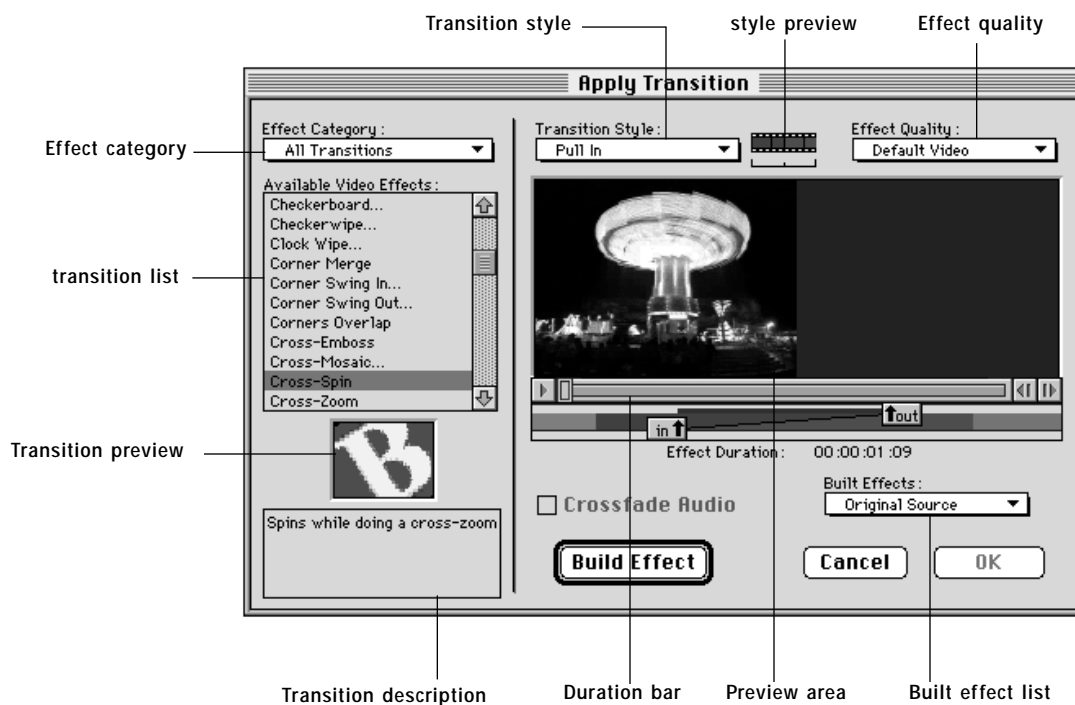 Transition style
style preview
Effect quality
Apply Transition
Effect category
Effect Category :
All Transitions
Transition Style :
Pull In
Effect Quality :
Default Video
transition list
Available Video Effects :
Checkerboard...
Checkerwipe...
Clock Wipe...
Corner Merge
Corner Swing In...
Corner Swing Out...
Corners Overlap
Cross-Emboss
Cross-Mosaic...
Cross-Spin
Cross-Zoom
in
out
Effect Duration : 00:00:01:09
Transition preview
B
Spins while doing a cross-zoom
Crossfade Audio
Built Effects :
Original Source
Build Effect
Cancel
OK
Transition description
Duration bar
Preview area
Built effect list